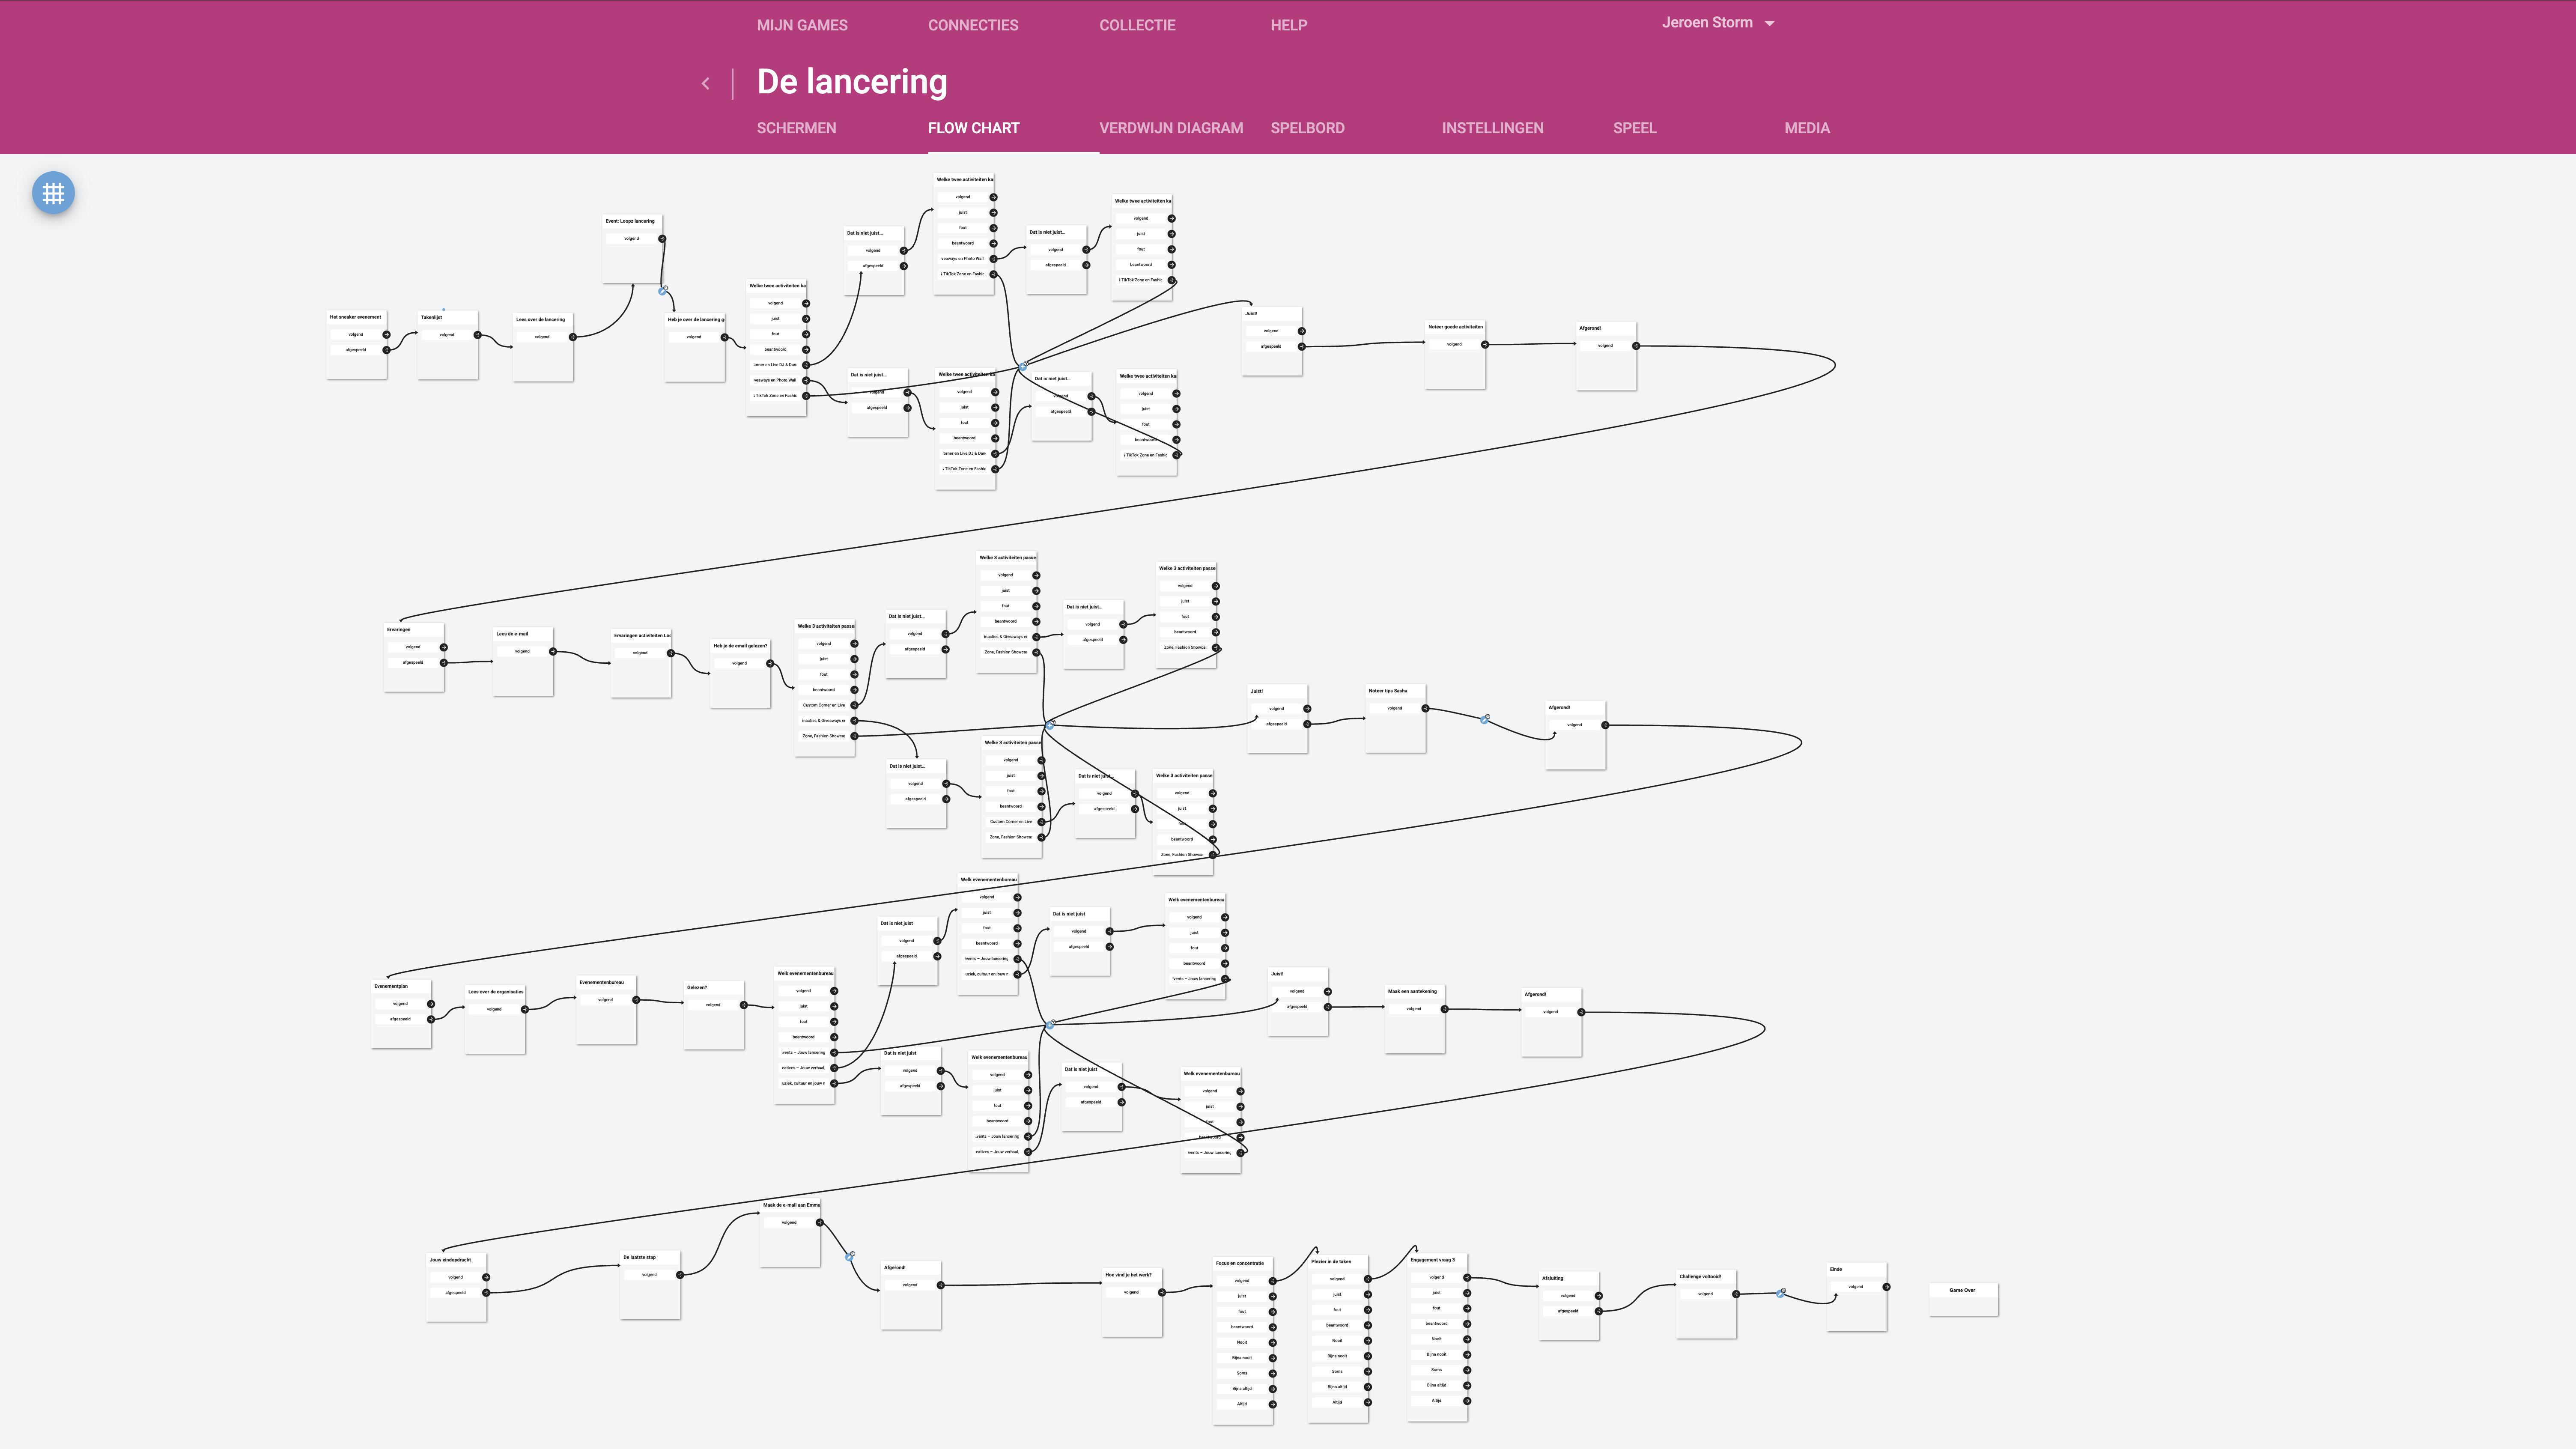 MIJN GAMES
CONNECTIES
COLLECTIE
HELP
Jeroen Storm
De lancering
SCHERMEN
FLOW CHART
VERDWIJN DIAGRAM
SPELBORD
INSTELLINGEN
SPEEL
MEDIA
Het sneaker evenement
volgend
afgespeeld
Takenlijst
volgend
Lees over de lancering
volgend
Event: Loopz lancering
volgend
Heb je over de lancering g
volgend
Welke twee activiteiten ka
volgend
juist
fout
beantwoord
orner en Live DJ & Dan
veaways en Photo Wall
TikTok Zone en Fashic
Dat is niet juist...
volgend
afgespeeld
Welke twee activiteiten ka
volgend
juist
fout
beantwoord
veaways en Photo Wall
TikTok Zone en Fashic
Dat is niet juist...
volgend
afgespeeld
Welke twee activiteiten ka
volgend
juist
fout
beantwoord
TikTok Zone en Fashic
Dat is niet juist...
volgend
afgespeeld
Welke twee activiteiten ka
volgend
juist
fout
beantwoord
orner en Live DJ & Dan
TikTok Zone en Fashic
Dat is niet juist...
volgend
afgespeeld
Welke twee activiteiten ka
volgend
juist
fout
beantwoord
TikTok Zone en Fashic
Juist!
volgend
afgespeeld
Noteer goede activiteiten
volgend
Afgerond!
volgend
Ervaringen
volgend
afgespeeld
Lees de e-mail
volgend
Ervaringen activiteiten Loc
volgend
Heb je de email gelezen?
volgend
Welke 3 activiteiten passe
volgend
juist
fout
beantwoord
Custom Corner en Live
inacties & Giveaways e
Zone, Fashion Showca
Dat is niet juist...
volgend
afgespeeld
Welke 3 activiteiten passe
volgend
juist
fout
beantwoord
inacties & Giveaways e
Zone, Fashion Showca
Dat is niet juist...
volgend
afgespeeld
Welke 3 activiteiten passe
volgend
juist
fout
beantwoord
Zone, Fashion Showca
Dat is niet juist...
volgend
afgespeeld
Welke 3 activiteiten passe
volgend
juist
fout
beantwoord
Custom Corner en Live
Zone, Fashion Showca
Dat is niet juist...
volgend
afgespeeld
Welke 3 activiteiten passe
volgend
juist
fout
beantwoord
Zone, Fashion Showca
Juist!
volgend
afgespeeld
Noteer tips Sasha
volgend
Afgerond!
volgend
Evenementplan
volgend
afgespeeld
Lees over de organisaties
volgend
Evenementbureau
volgend
Gelezen?
volgend
Welk evenementenbureau
volgend
juist
fout
beantwoord
vents – Jouw lancering
eatives – Jouw verhaal.
uziek, cultuur en jouw r
Dat is niet juist
volgend
afgespeeld
Welk evenementenbureau
volgend
juist
fout
beantwoord
vents – Jouw lancering
uziek, cultuur en jouw r
Dat is niet juist
volgend
afgespeeld
Welk evenementenbureau
volgend
juist
fout
beantwoord
vents – Jouw lancering
Dat is niet juist
volgend
afgespeeld
Welk evenementenbureau
volgend
juist
fout
beantwoord
vents – Jouw lancering
eatives – Jouw verhaal.
Dat is niet juist
volgend
afgespeeld
Welk evenementenbureau
volgend
juist
fout
beantwoord
vents – Jouw lancering
Juist!
volgend
afgespeeld
Maak een aantekening
volgend
Afgerond!
volgend
Jouw eindopdracht
volgend
afgespeeld
De laatste stap
volgend
Maak de e-mail aan Emma
volgend
Afgerond!
volgend
Hoe vind je het werk?
volgend
Focus en concentratie
volgend
juist
fout
beantwoord
Nooit
Bijna nooit
Soms
Bijna altijd
Altijd
Plezier in de taken
volgend
juist
fout
beantwoord
Nooit
Bijna nooit
Soms
Bijna altijd
Altijd
Engagement vraag 3
volgend
juist
fout
beantwoord
Nooit
Bijna nooit
Soms
Bijna altijd
Altijd
Afsluiting
volgend
afgespeeld
Challenge voltooid!
volgend
Einde
volgend
Game Over